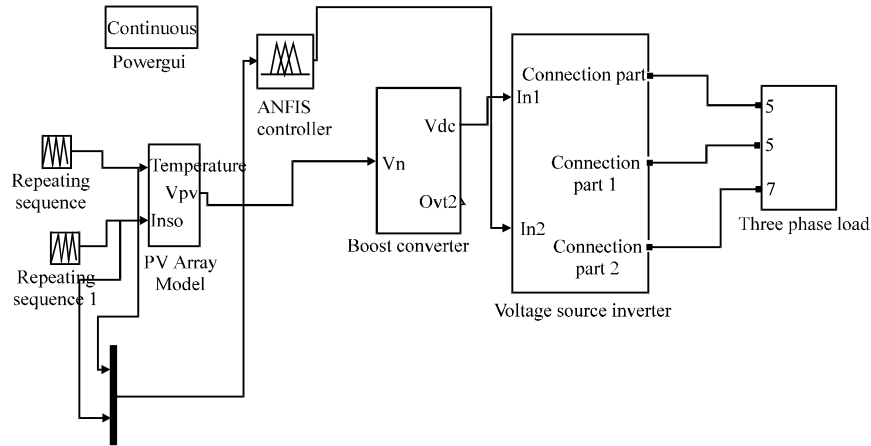 Continuous
Powergui
ANFIS
controller
Repeating
sequence
Repeating
sequence 1
Temperature
Vpv
Inso
PV Array
Model
Vdc
Vn
Ovt2
Boost converter
Connection part
In1
Connection
part 1
In2
Connection
part 2
Voltage source inverter
5
5
7
Three phase load